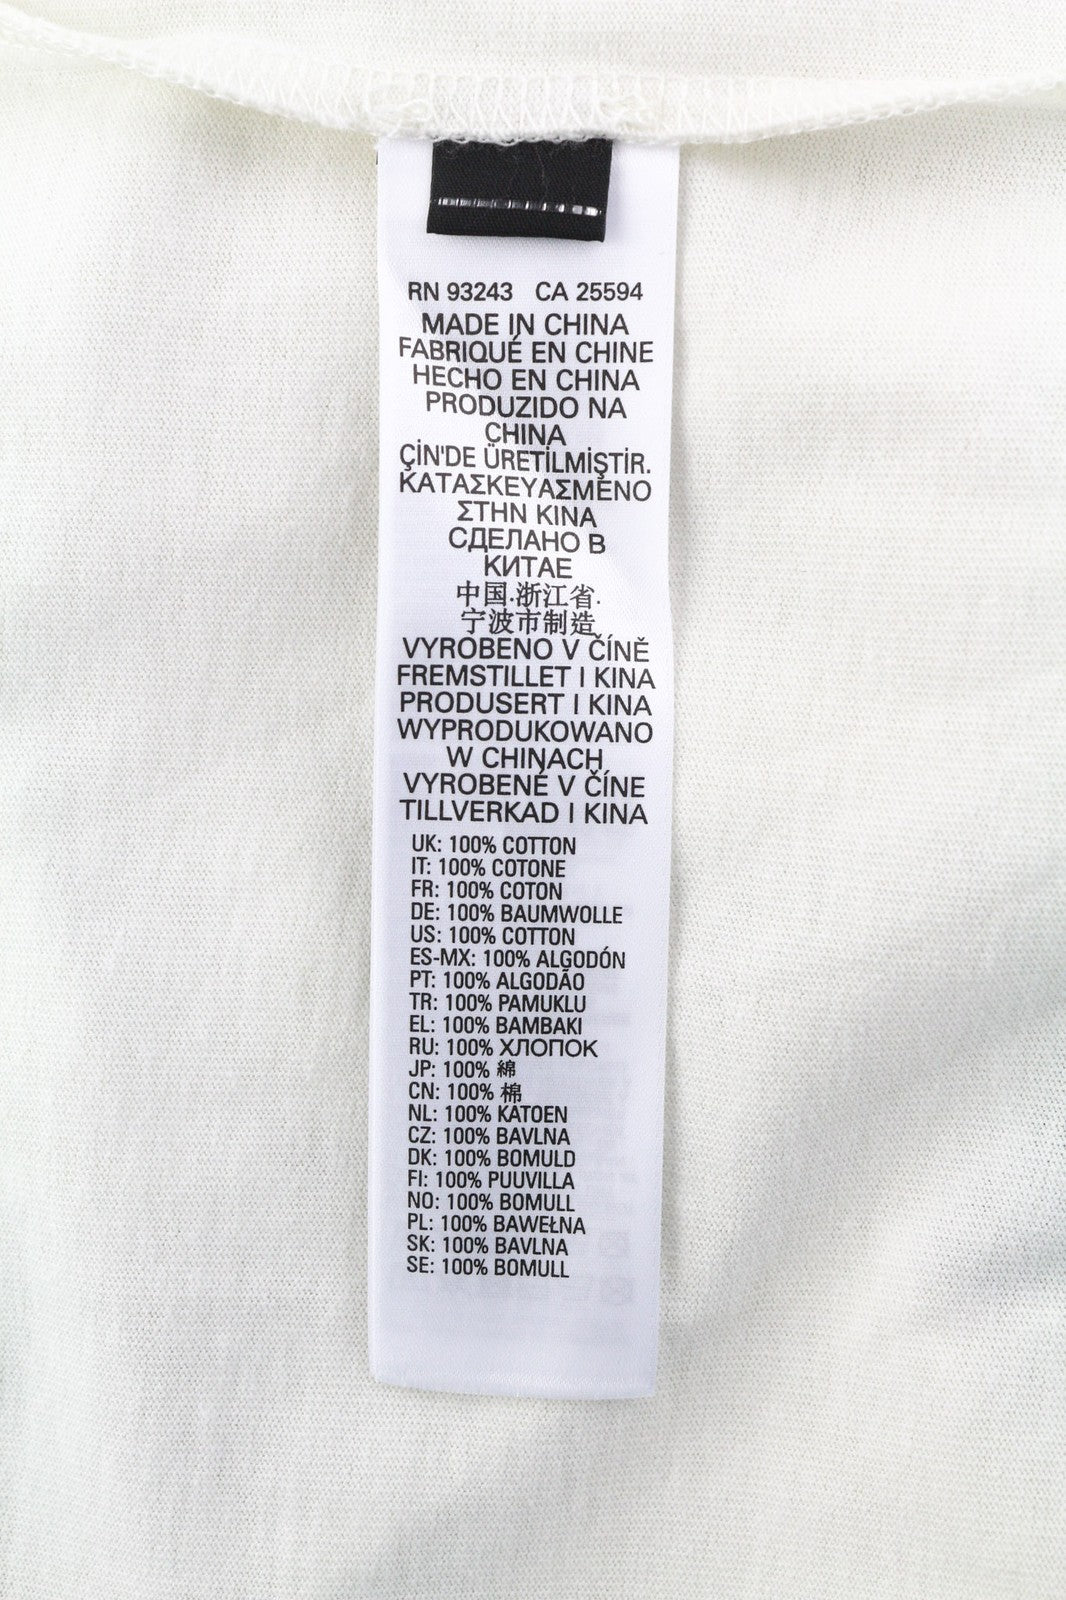 RN 93243 CA 25594
MADE IN CHINA
FABRIQUÉ EN CHINE
HECHO EN CHINA
PRODUZIDO NA
CHINA
ÇİN'DE ÜRETİLMİŞTİR.
ΚΑΤΑΣΚΕΥΑΣΜΕΝΟ
ΣΤΗΝ ΚΙΝΑ
СДЕЛАНО В
КИТАЕ
中国.浙江省.
宁波市制造
VYROBENO V ČÍNĚ
FREMSTILLET I KINA
PRODUSERT I KINA
WYPRODUKOWANO
W CHINACH
VYROBENÉ V ČÍNE
TILLVERKAD I KINA
UK: 100% COTTON
IT: 100% COTONE
FR: 100% COTON
DE: 100% BAUMWOLLE
US: 100% COTTON
ES-MX: 100% ALGODÓN
PT: 100% ALGODÃO
TR: 100% PAMUKLU
EL: 100% ΒΑΜΒΑΚΙ
RU: 100% ХЛОПОК
JP: 100% 綿
CN: 100% 棉
NL: 100% KATOEN
CZ: 100% BAVLNA
DK: 100% BOMULD
FI: 100% PUUVILLA
NO: 100% BOMULL
PL: 100% BAWEŁNA
SK: 100% BAVLNA
SE: 100% BOMULL